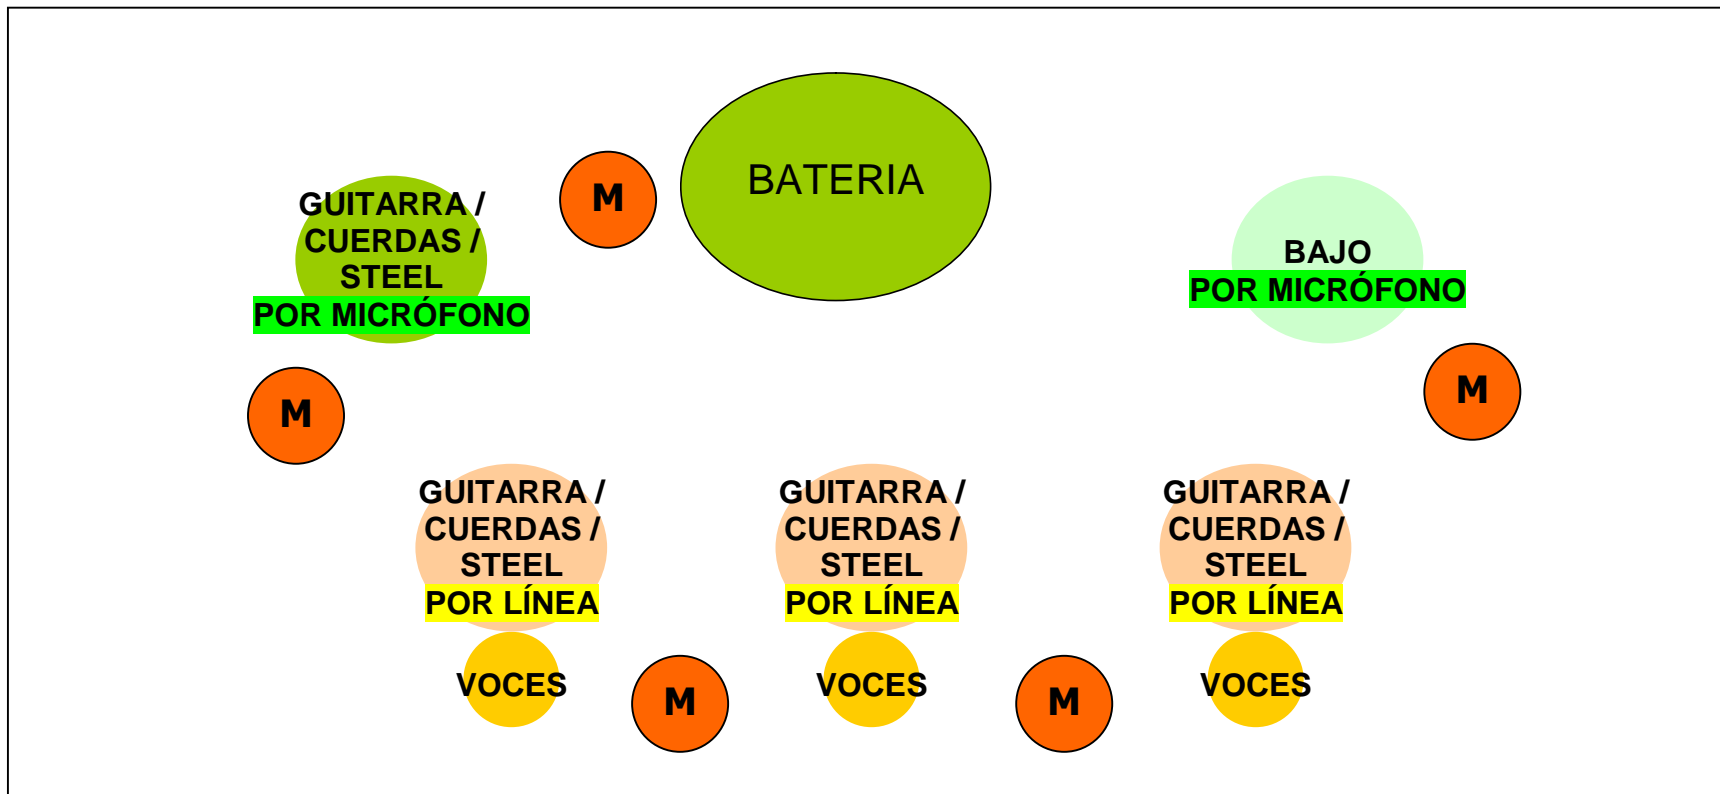 BATERIA
M
GUITARRA /
CUERDAS /
STEEL
POR MICRÓFONO
BAJO
POR MICRÓFONO
M
M
GUITARRA /
CUERDAS /
STEEL
POR LÍNEA
VOCES
GUITARRA /
CUERDAS /
STEEL
POR LÍNEA
VOCES
GUITARRA /
CUERDAS /
STEEL
POR LÍNEA
VOCES
M
M